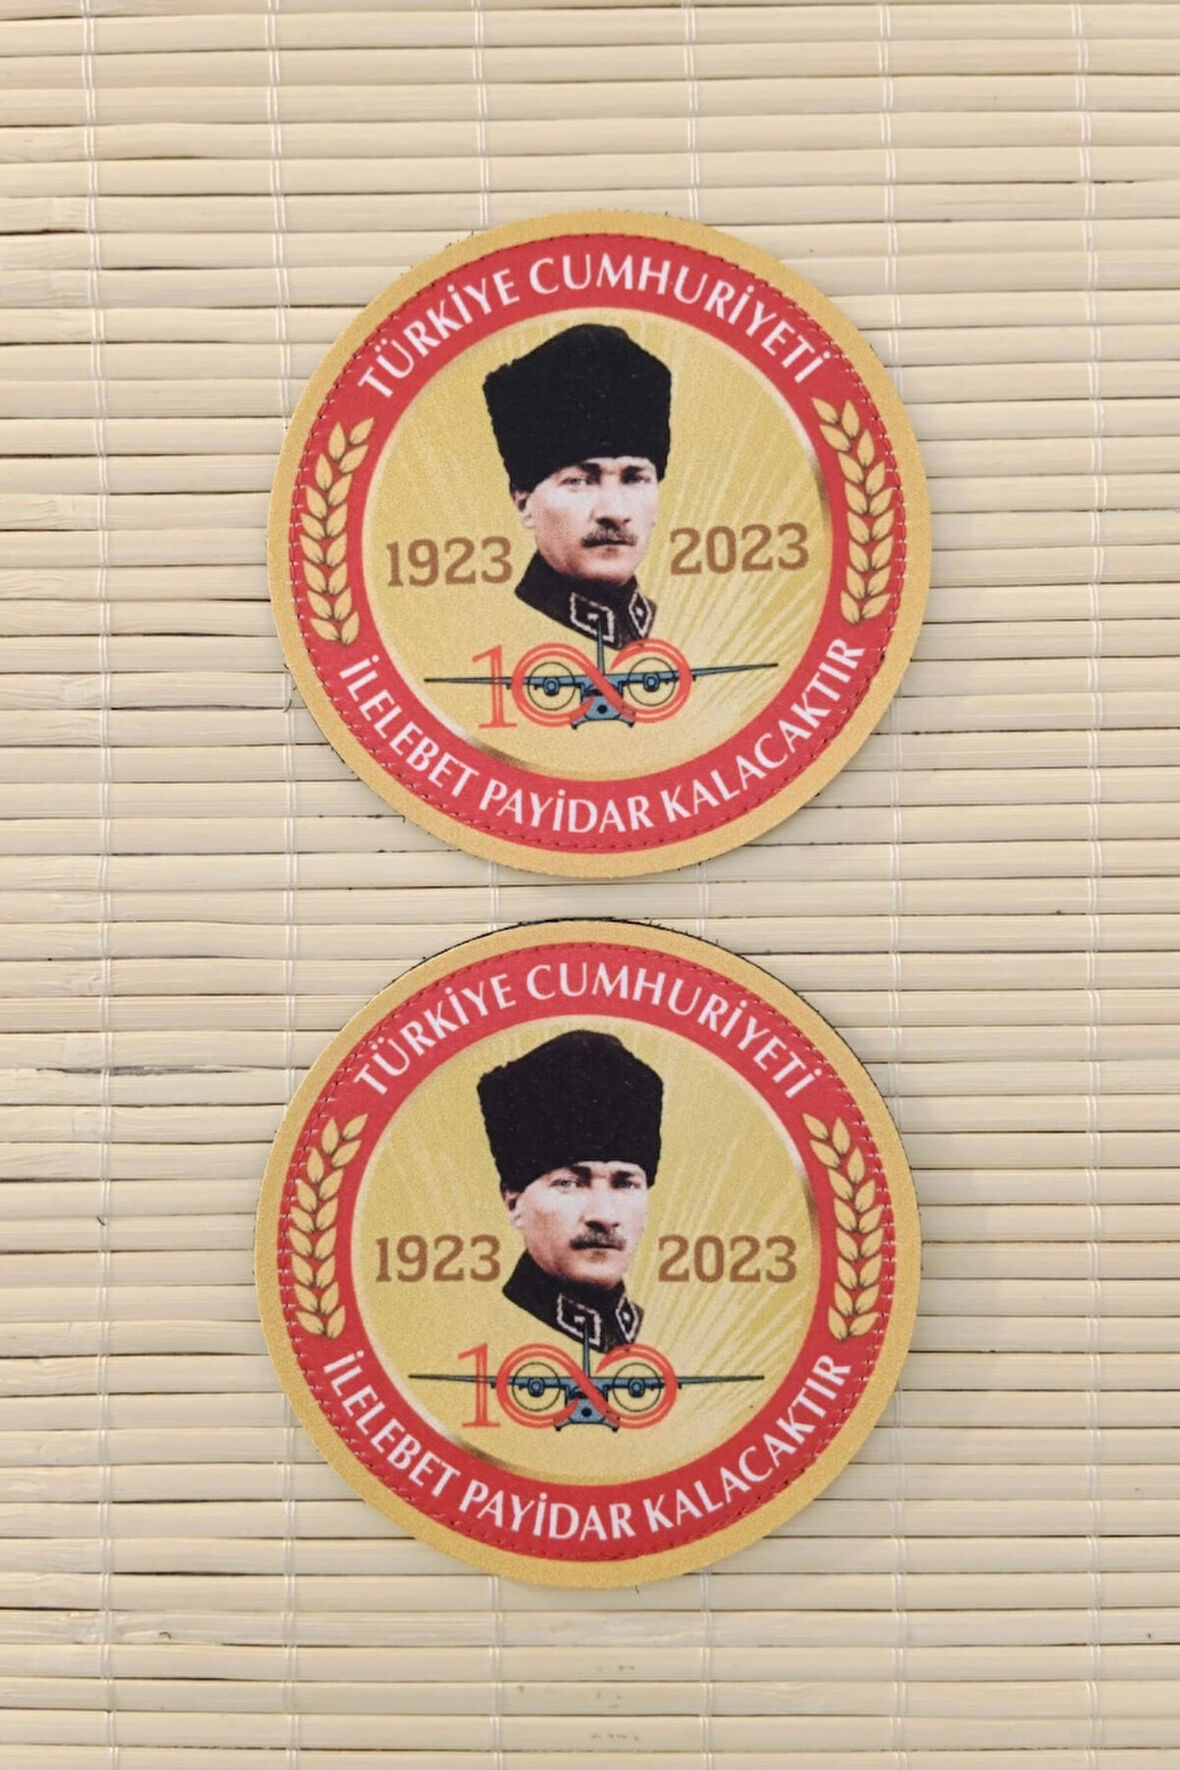 TÜRKİYE CUMHURİYETİ
1923 2023
100
İLELEBET PAYİDAR KALACAKTIR
TÜRKİYE CUMHURİYETİ
1923 2023
100
İLELEBET PAYİDAR KALACAKTIR